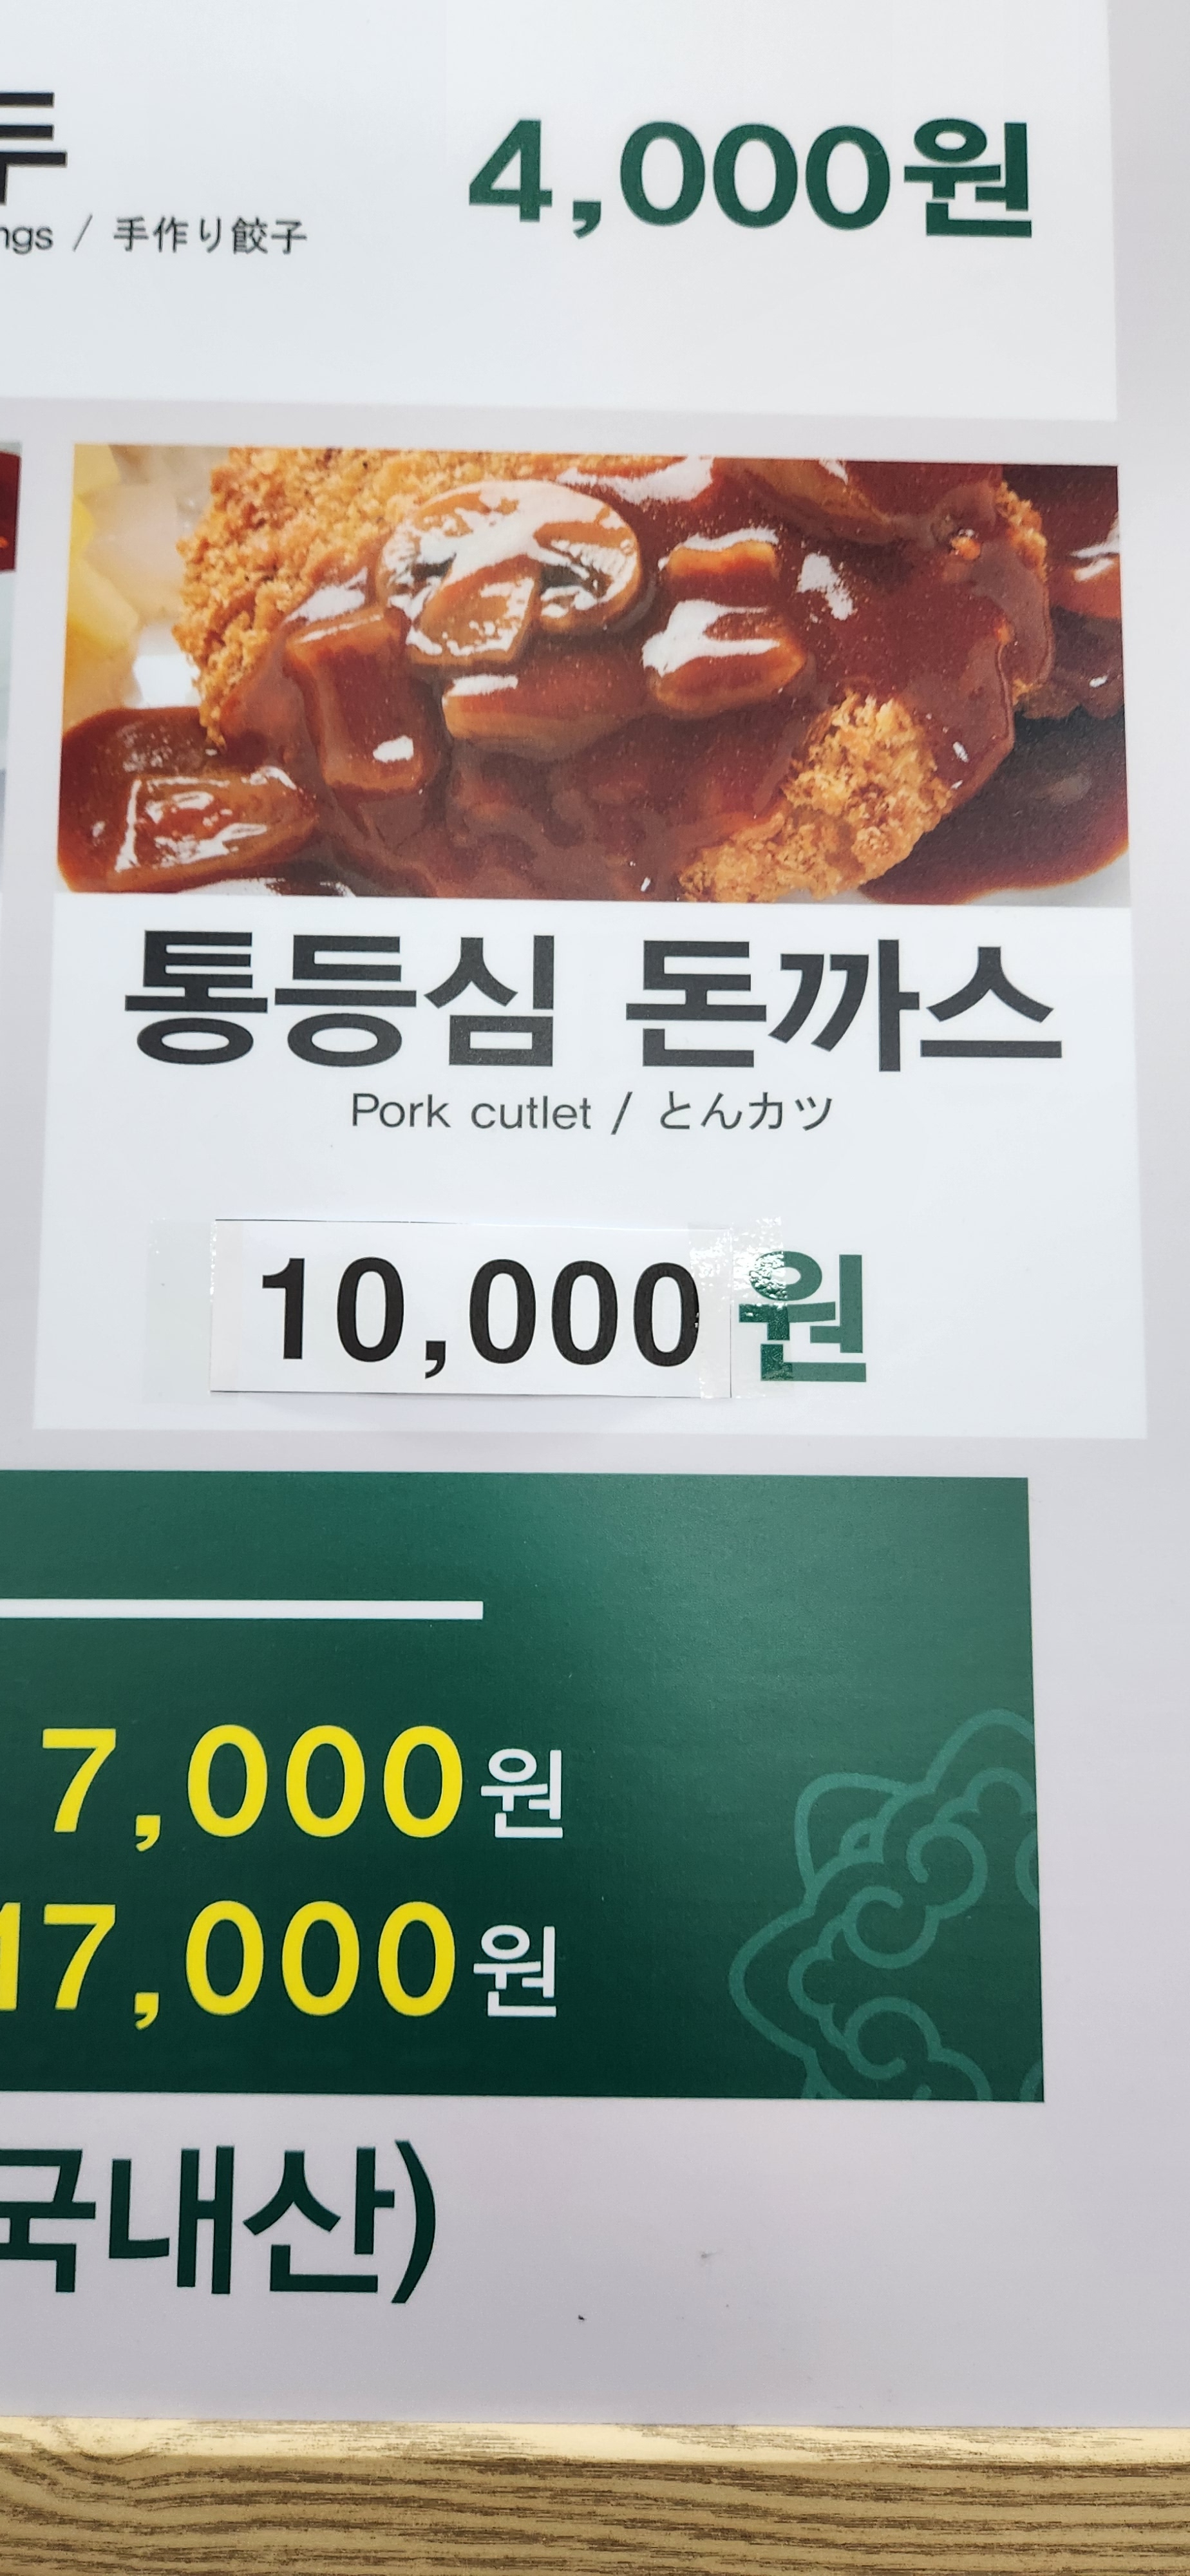 4,000원
/ 手作り餃子
통등심 돈까스
Pork cutlet / とんカツ
10,000원
7,000원
17,000원
국내산)